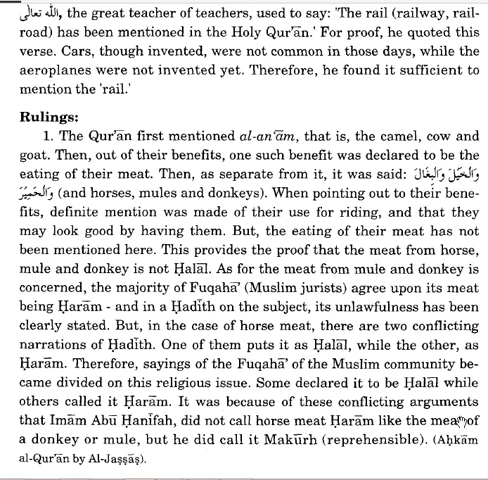 الله تعالى, the great teacher of teachers, used to say: 'The rail (railway, rail-
road) has been mentioned in the Holy Qur'ān.' For proof, he quoted this
verse. Cars, though invented, were not common in those days, while the
aeroplanes were not invented yet. Therefore, he found it sufficient to
mention the 'rail.'
Rulings:
1. The Qur'ān first mentioned al-an'ām, that is, the camel, cow and
goat. Then, out of their benefits, one such benefit was declared to be the
eating of their meat. Then, as separate from it, it was said: وَالْخَيْلَ وَالْبِغَالَ
وَالْحَمِيْرَ (and horses, mules and donkeys). When pointing out to their bene-
fits, definite mention was made of their use for riding, and that they
may look good by having them. But, the eating of their meat has not
been mentioned here. This provides the proof that the meat from horse,
mule and donkey is not Ḥalāl. As for the meat from mule and donkey is
concerned, the majority of Fuqahā' (Muslim jurists) agree upon its meat
being Ḥarām - and in a Ḥadīth on the subject, its unlawfulness has been
clearly stated. But, in the case of horse meat, there are two conflicting
narrations of Ḥadīth. One of them puts it as Ḥalāl, while the other, as
Ḥarām. Therefore, sayings of the Fuqahā' of the Muslim community be-
came divided on this religious issue. Some declared it to be Ḥalāl while
others called it Ḥarām. It was because of these conflicting arguments
that Imām Abū Ḥanīfah, did not call horse meat Ḥarām like the meat of
a donkey or mule, but he did call it Makūrh (reprehensible). (Aḥkām
al-Qur'ān by Al-Jaṣṣāṣ).